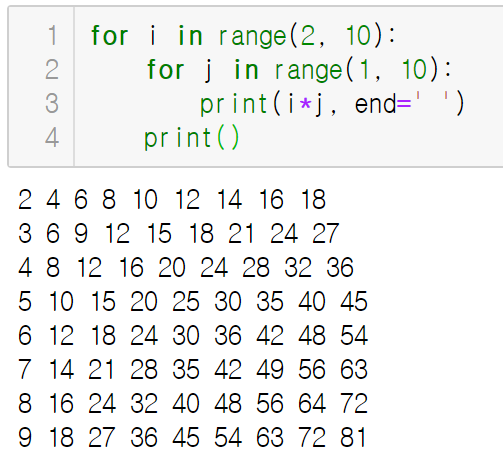 1 for i in range(2, 10):
2     for j in range(1, 10):
3         print(i*j, end=' ')
4     print()
2 4 6 8 10 12 14 16 18
3 6 9 12 15 18 21 24 27
4 8 12 16 20 24 28 32 36
5 10 15 20 25 30 35 40 45
6 12 18 24 30 36 42 48 54
7 14 21 28 35 42 49 56 63
8 16 24 32 40 48 56 64 72
9 18 27 36 45 54 63 72 81